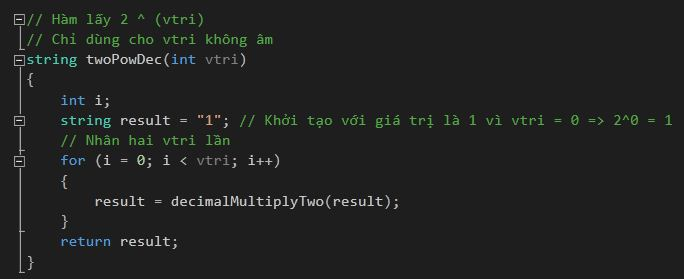 // Hàm lấy 2 ^ (vtri)
// Chỉ dùng cho vtri không âm
string twoPowDec(int vtri)
{
int i;
string result = "1"; // Khởi tạo với giá trị là 1 vì vtri = 0 => 2^0 = 1
// Nhân hai vtri lần
for (i = 0; i < vtri; i++)
{
result = decimalMultiplyTwo(result);
}
return result;
}